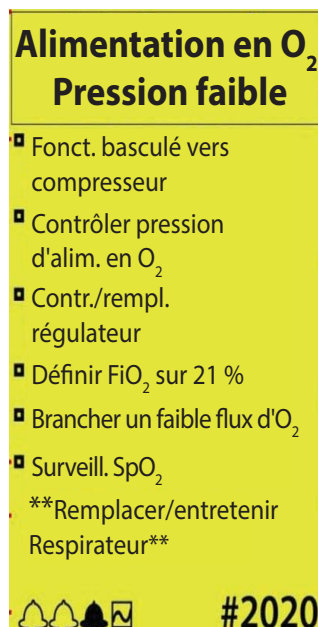 Alimentation en O₂
Pression faible
Fonct. basculé vers
compresseur
Contrôler pression
d'alim. en O₂
Contr./rempl.
régulateur
Définir FiO₂ sur 21 %
Brancher un faible flux d'O₂
Surveill. SpO₂
**Remplacer/entretenir
Respirateur**
#2020